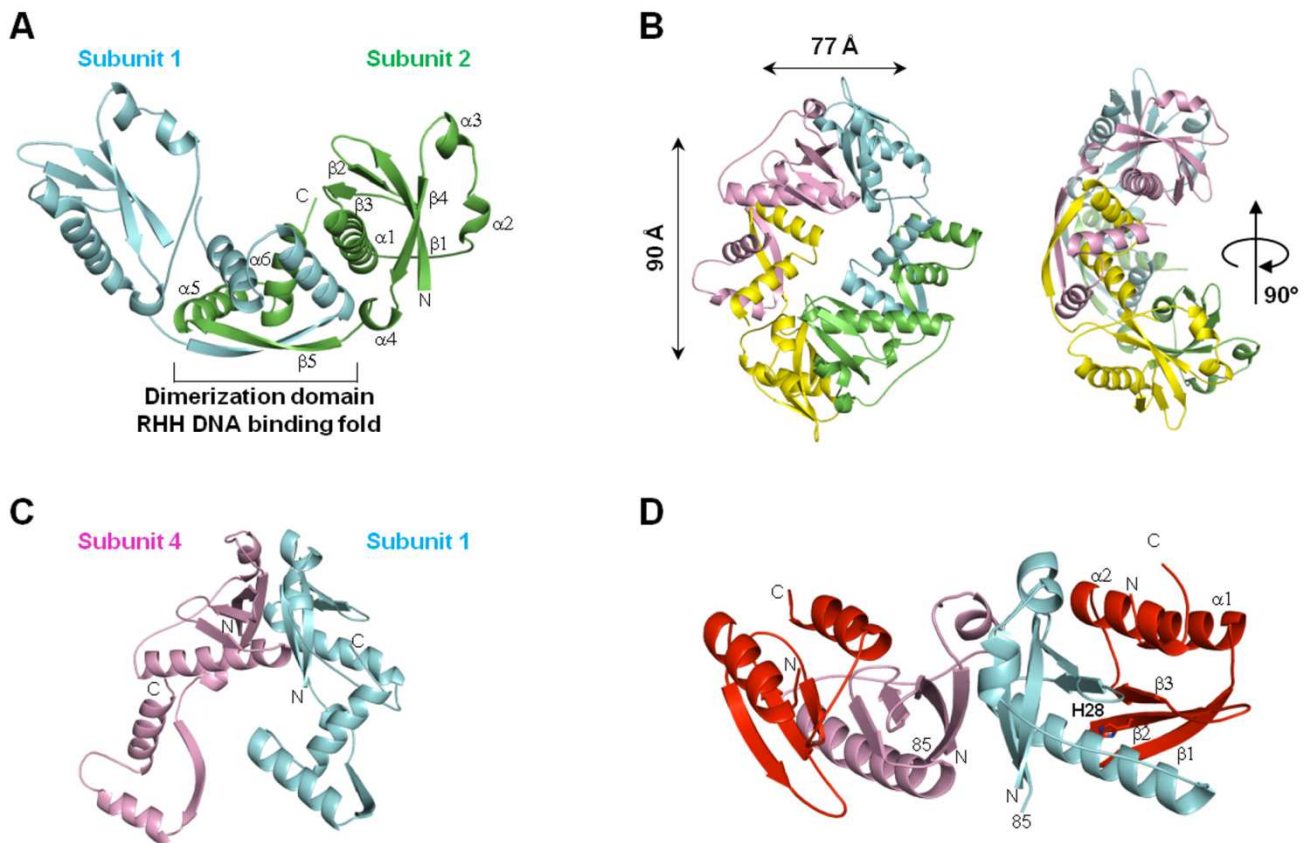 A
Subunit 1
Subunit 2
α3
β2
C
β4
β3
α2
α1
β1
α6
α5
N
α4
β5
Dimerization domain
RHH DNA binding fold
B
77 Å
90 Å
90°
C
Subunit 4
Subunit 1
N
C
C
N
D
C
α2
N
C
α1
N
β3
H28
β2
85
N
β1
N
85